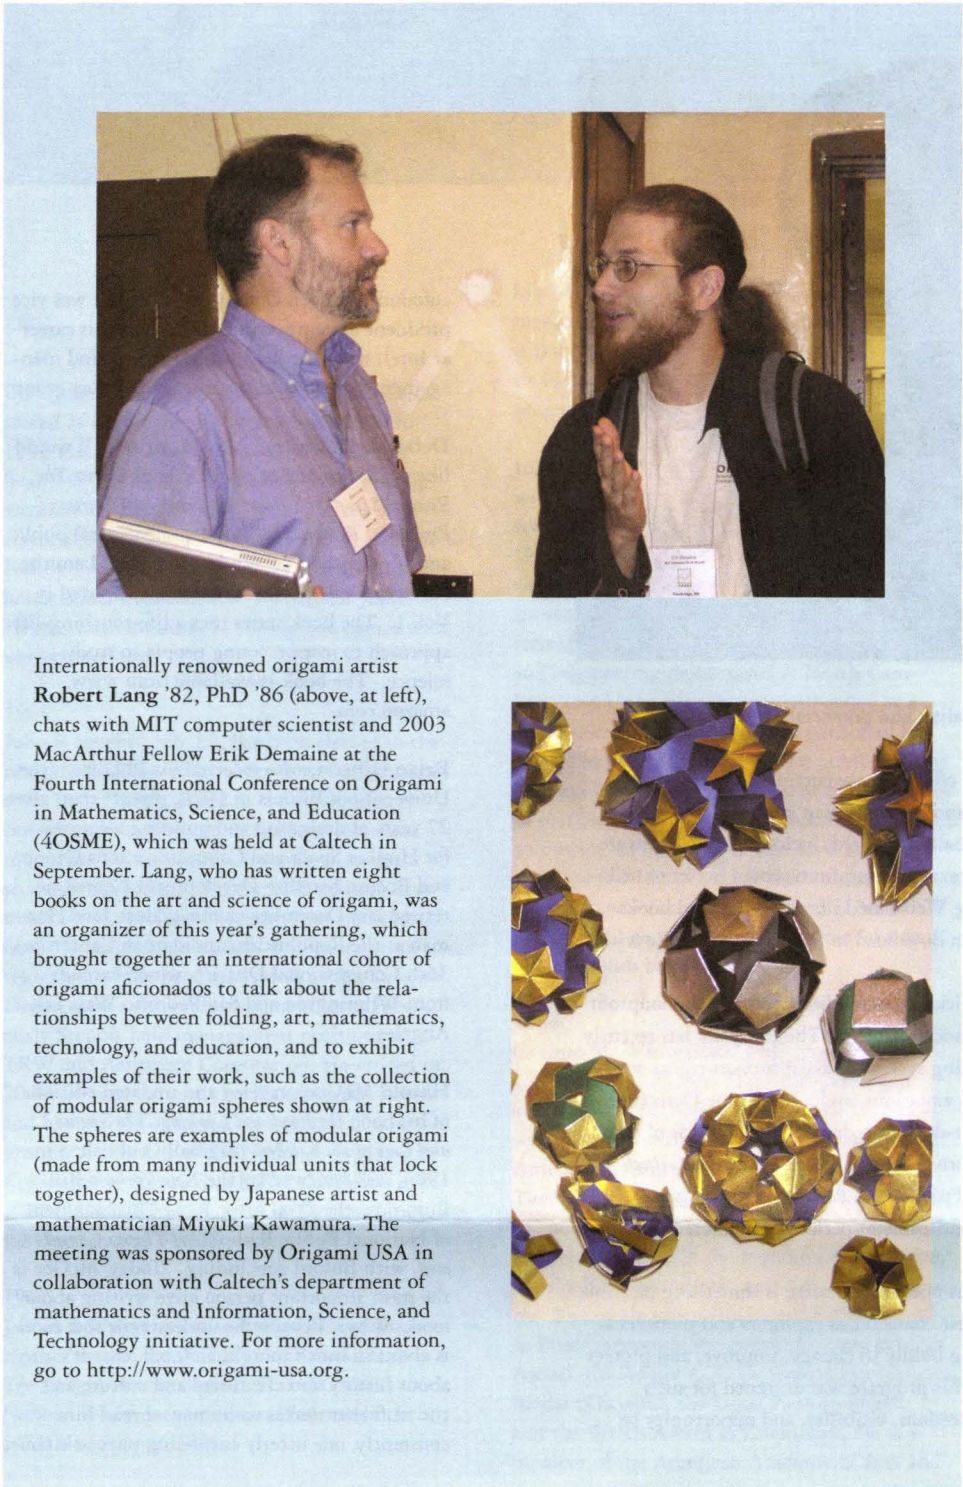 Internationally renowned origami artist
Robert Lang '82, PhD '86 (above, at left),
chats with MIT computer scientist and 2003
MacArthur Fellow Erik Demaine at the
Fourth International Conference on Origami
in Mathematics, Science, and Education
(4OSME), which was held at Caltech in
September. Lang, who has written eight
books on the art and science of origami, was
an organizer of this year's gathering, which
brought together an international cohort of
origami aficionados to talk about the rela-
tionships between folding, art, mathematics,
technology, and education, and to exhibit
examples of their work, such as the collection
of modular origami spheres shown at right.
The spheres are examples of modular origami
(made from many individual units that lock
together), designed by Japanese artist and
mathematician Miyuki Kawamura. The
meeting was sponsored by Origami USA in
collaboration with Caltech's department of
mathematics and Information, Science, and
Technology initiative. For more information,
go to http://www.origami-usa.org.